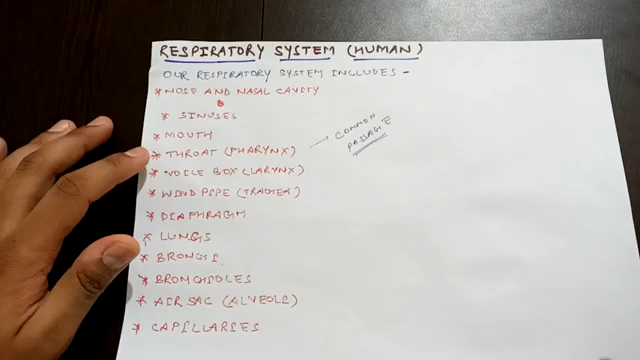 RESPIRATORY SYSTEM (HUMAN)
OUR RESPIRATORY SYSTEM INCLUDES -
* NOSE AND NASAL CAVITY
* SINUSES
* MOUTH
* THROAT (PHARYNX) → COMMON PASSAGE
* VOICE BOX (LARYNX)
* WIND PIPE (TRACHEA)
* DIAPHRAGM
* LUNGS
* BRONCHI
* BRONCHIOLES
* AIR SAC (ALVEOLI)
* CAPILLARIES